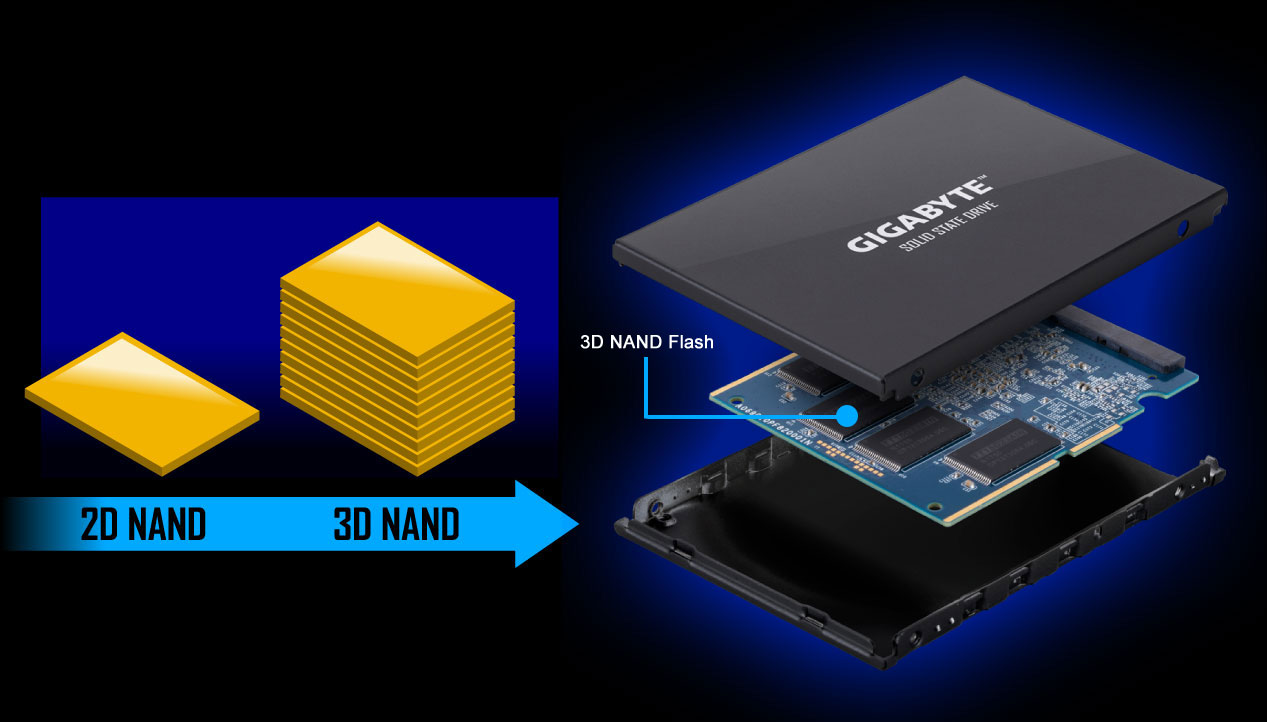 GIGABYTE™
SOLID STATE DRIVE
3D NAND Flash
2D NAND
3D NAND